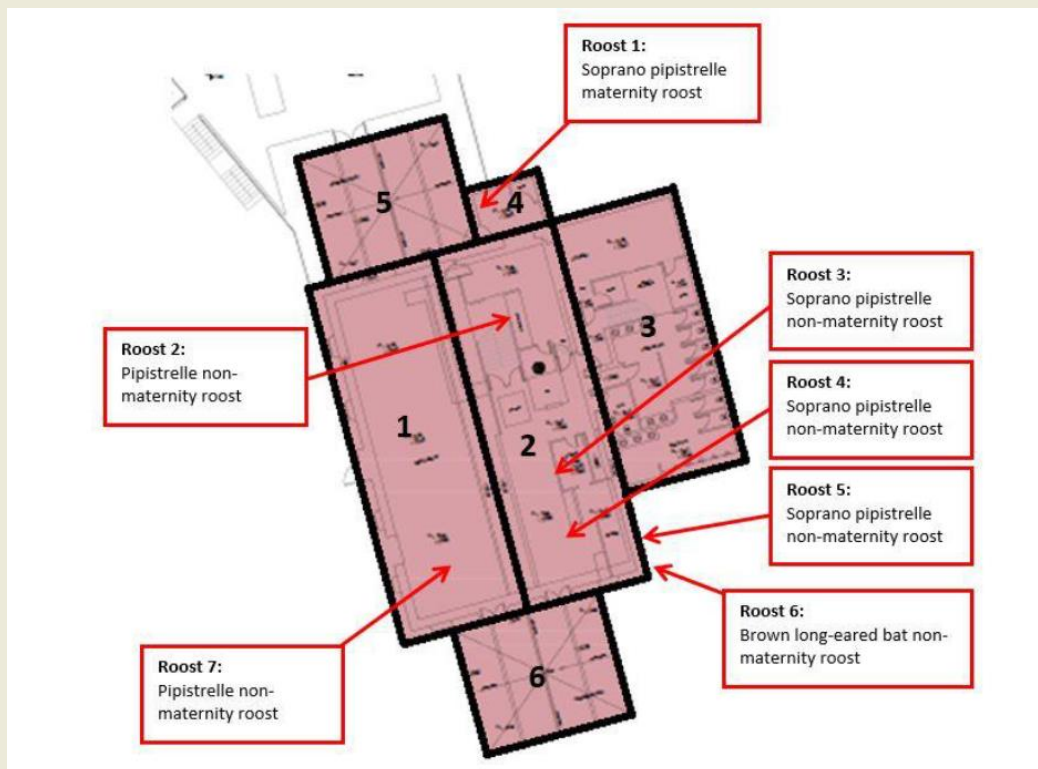 Roost 1:
Soprano pipistrelle
maternity roost
5
4
3
Roost 3:
Soprano pipistrelle
non-maternity roost
Roost 2:
Pipistrelle non-
maternity roost
Roost 4:
Soprano pipistrelle
non-maternity roost
1
2
Roost 5:
Soprano pipistrelle
non-maternity roost
Roost 6:
Brown long-eared bat non-
maternity roost
Roost 7:
Pipistrelle non-
maternity roost
6